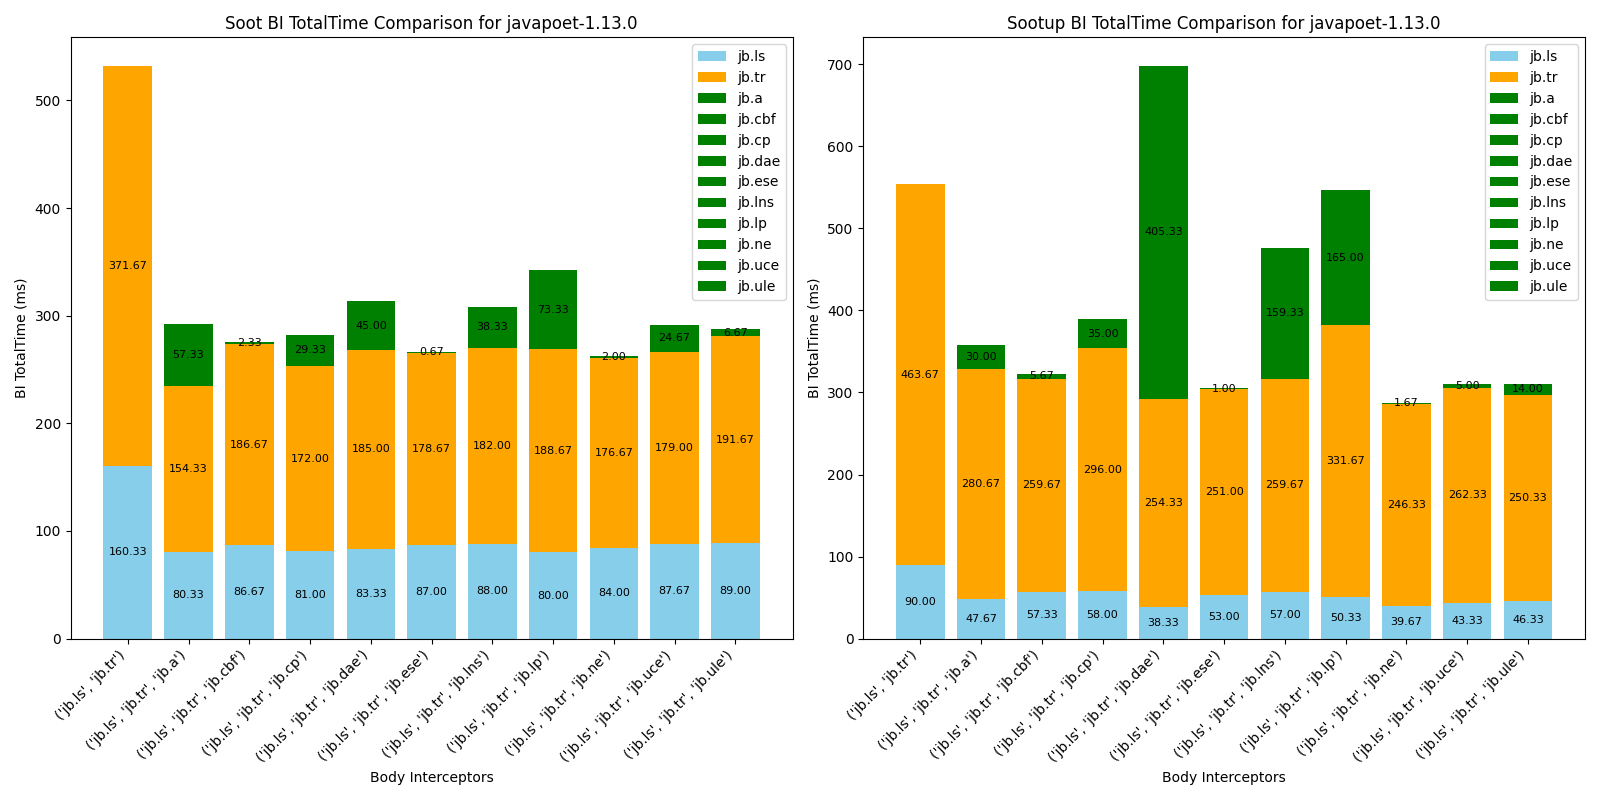 Soot BI TotalTime Comparison for javapoet-1.13.0
BI TotalTime (ms)
500
400
300
200
100
0
jb.ls
jb.tr
jb.a
jb.cbf
jb.cp
jb.dae
jb.ese
jb.lns
jb.lp
jb.ne
jb.uce
jb.ule
371.67
160.33
57.33
154.33
80.33
2.33
186.67
86.67
29.33
172.00
81.00
45.00
185.00
83.33
0.67
178.67
87.00
38.33
182.00
88.00
73.33
188.67
80.00
2.00
176.67
84.00
24.67
179.00
87.67
6.67
191.67
89.00
('jb.ls', 'jb.tr')
('jb.ls', 'jb.tr', 'jb.a')
('jb.ls', 'jb.tr', 'jb.cbf')
('jb.ls', 'jb.tr', 'jb.cp')
('jb.ls', 'jb.tr', 'jb.dae')
('jb.ls', 'jb.tr', 'jb.ese')
('jb.ls', 'jb.tr', 'jb.lns')
('jb.ls', 'jb.tr', 'jb.lp')
('jb.ls', 'jb.tr', 'jb.ne')
('jb.ls', 'jb.tr', 'jb.uce')
('jb.ls', 'jb.tr', 'jb.ule')
Body Interceptors
Sootup BI TotalTime Comparison for javapoet-1.13.0
BI TotalTime (ms)
700
600
500
400
300
200
100
0
jb.ls
jb.tr
jb.a
jb.cbf
jb.cp
jb.dae
jb.ese
jb.lns
jb.lp
jb.ne
jb.uce
jb.ule
463.67
90.00
30.00
280.67
47.67
5.67
259.67
57.33
35.00
296.00
58.00
405.33
254.33
38.33
1.00
251.00
53.00
159.33
259.67
57.00
165.00
331.67
50.33
1.67
246.33
39.67
5.00
262.33
43.33
14.00
250.33
46.33
('jb.ls', 'jb.tr')
('jb.ls', 'jb.tr', 'jb.a')
('jb.ls', 'jb.tr', 'jb.cbf')
('jb.ls', 'jb.tr', 'jb.cp')
('jb.ls', 'jb.tr', 'jb.dae')
('jb.ls', 'jb.tr', 'jb.ese')
('jb.ls', 'jb.tr', 'jb.lns')
('jb.ls', 'jb.tr', 'jb.lp')
('jb.ls', 'jb.tr', 'jb.ne')
('jb.ls', 'jb.tr', 'jb.uce')
('jb.ls', 'jb.tr', 'jb.ule')
Body Interceptors